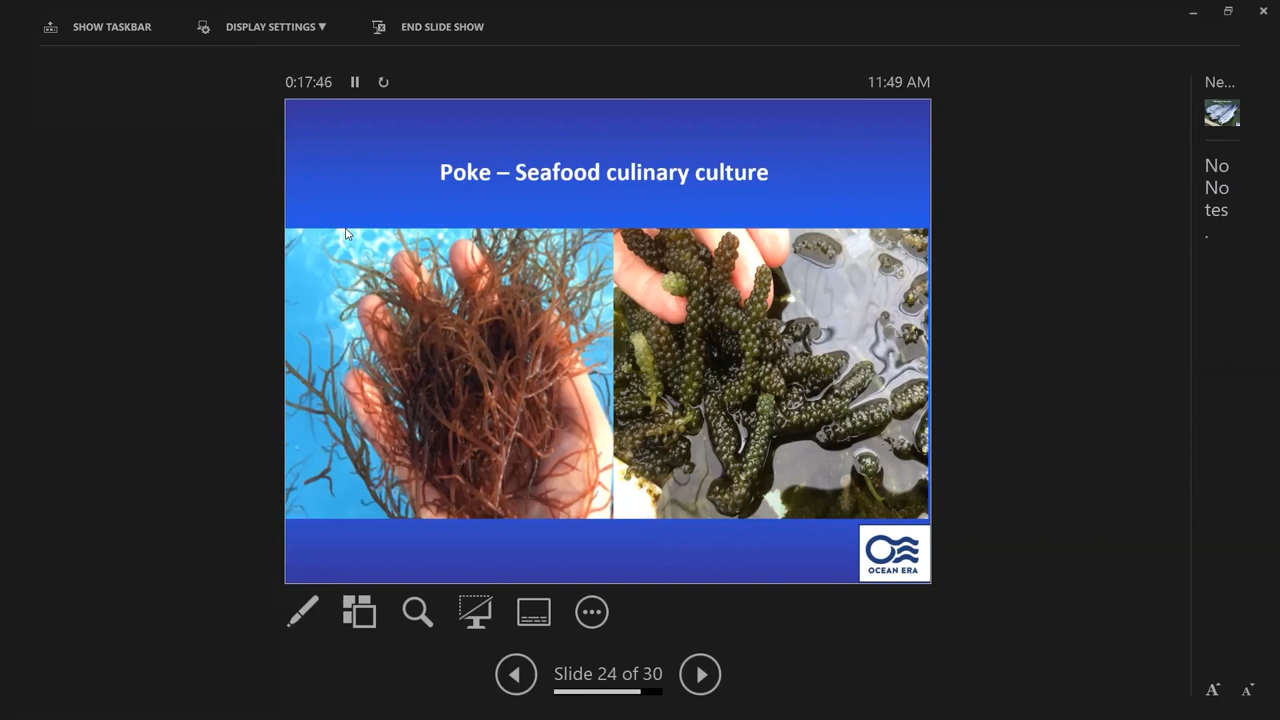 SHOW TASKBAR
DISPLAY SETTINGS ▼
END SLIDE SHOW
0:17:46
11:49 AM
Ne...
Poke – Seafood culinary culture
No
No
tes
.
OCEAN ERA
Slide 24 of 30
A
A